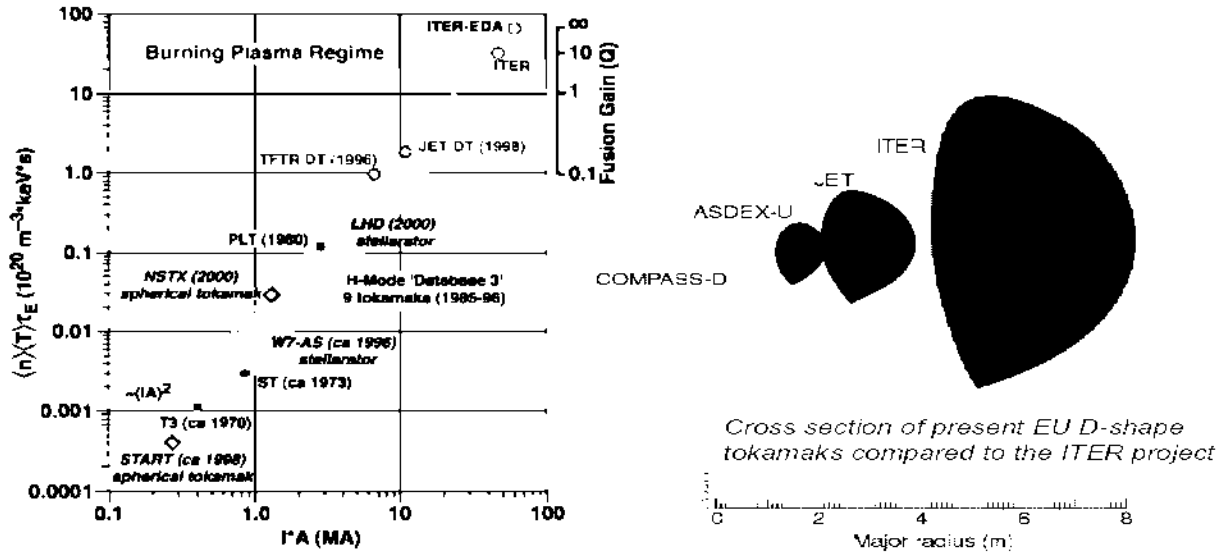 100
10
1.0
0.1
0.01
0.001
0.0001
⟨n⟩⟨T⟩τE (10²⁰ m⁻³*keV*s)
Burning Plasma Regime
ITER-EDA
ITER
∞
10
1
0.1
Fusion Gain (Q)
TFTR DT (1996)
JET DT (1998)
PLT (1980)
LHD (2000)
stellarator
NSTX (2000)
spherical tokamak
H-Mode 'Database 3'
9 tokamaks (1985-96)
W7-AS (ca 1996)
stellarator
ST (ca 1973)
~(IA)²
T3 (ca 1970)
START (ca 1998)
spherical tokamak
0.1
1.0
10
100
I*A (MA)
ITER
JET
ASDEX-U
COMPASS-D
Cross section of present EU D-shape
tokamaks compared to the ITER project
0 2 4 6 8
Major radius (m)